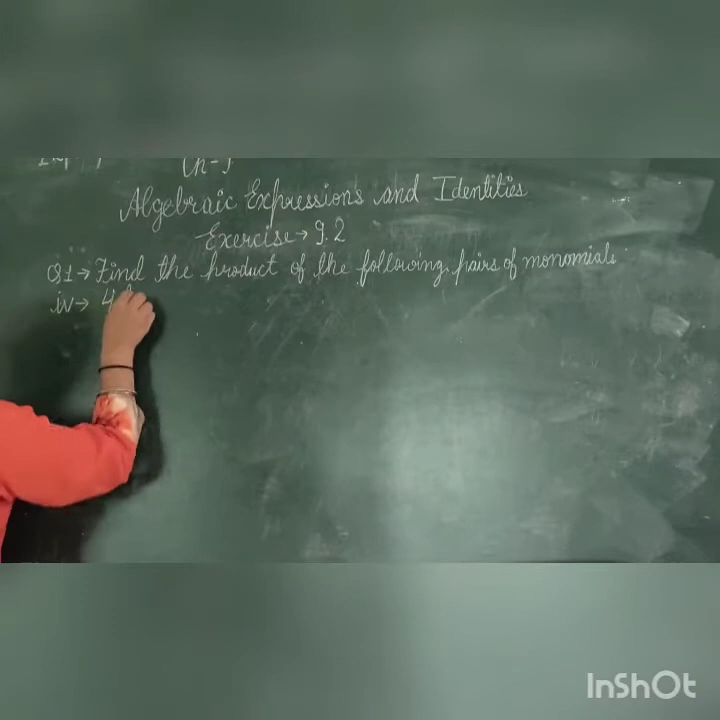 Algebraic Expressions and Identities
Exercise → 9.2
Q1 → Find the product of the following pairs of monomials.
iv → 4
InShOt